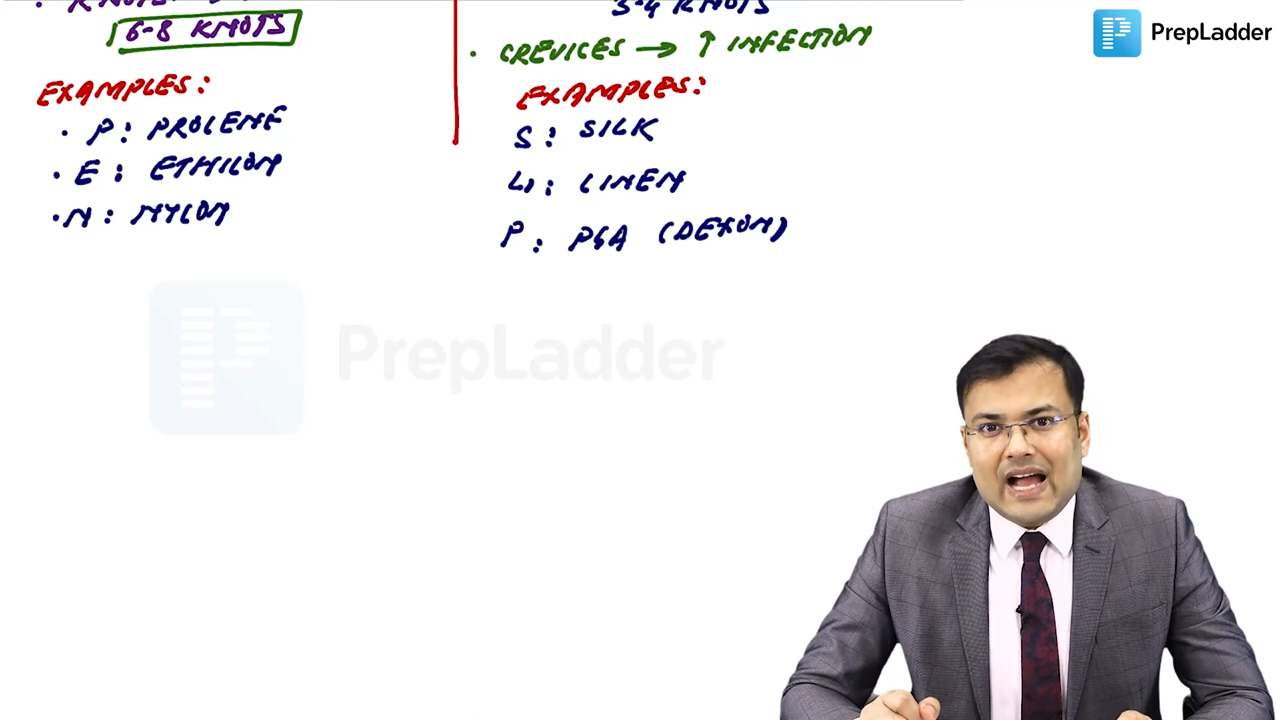 6-8 KNOTS
EXAMPLES:
• P: PROLENE
• E: ETHILON
• N: NYLON
3-4 KNOTS
• CREVICES → ↑ INFECTION
EXAMPLES:
S: SILK
L: LINEN
P: PGA (DEXON)
PrepLadder
PrepLadder